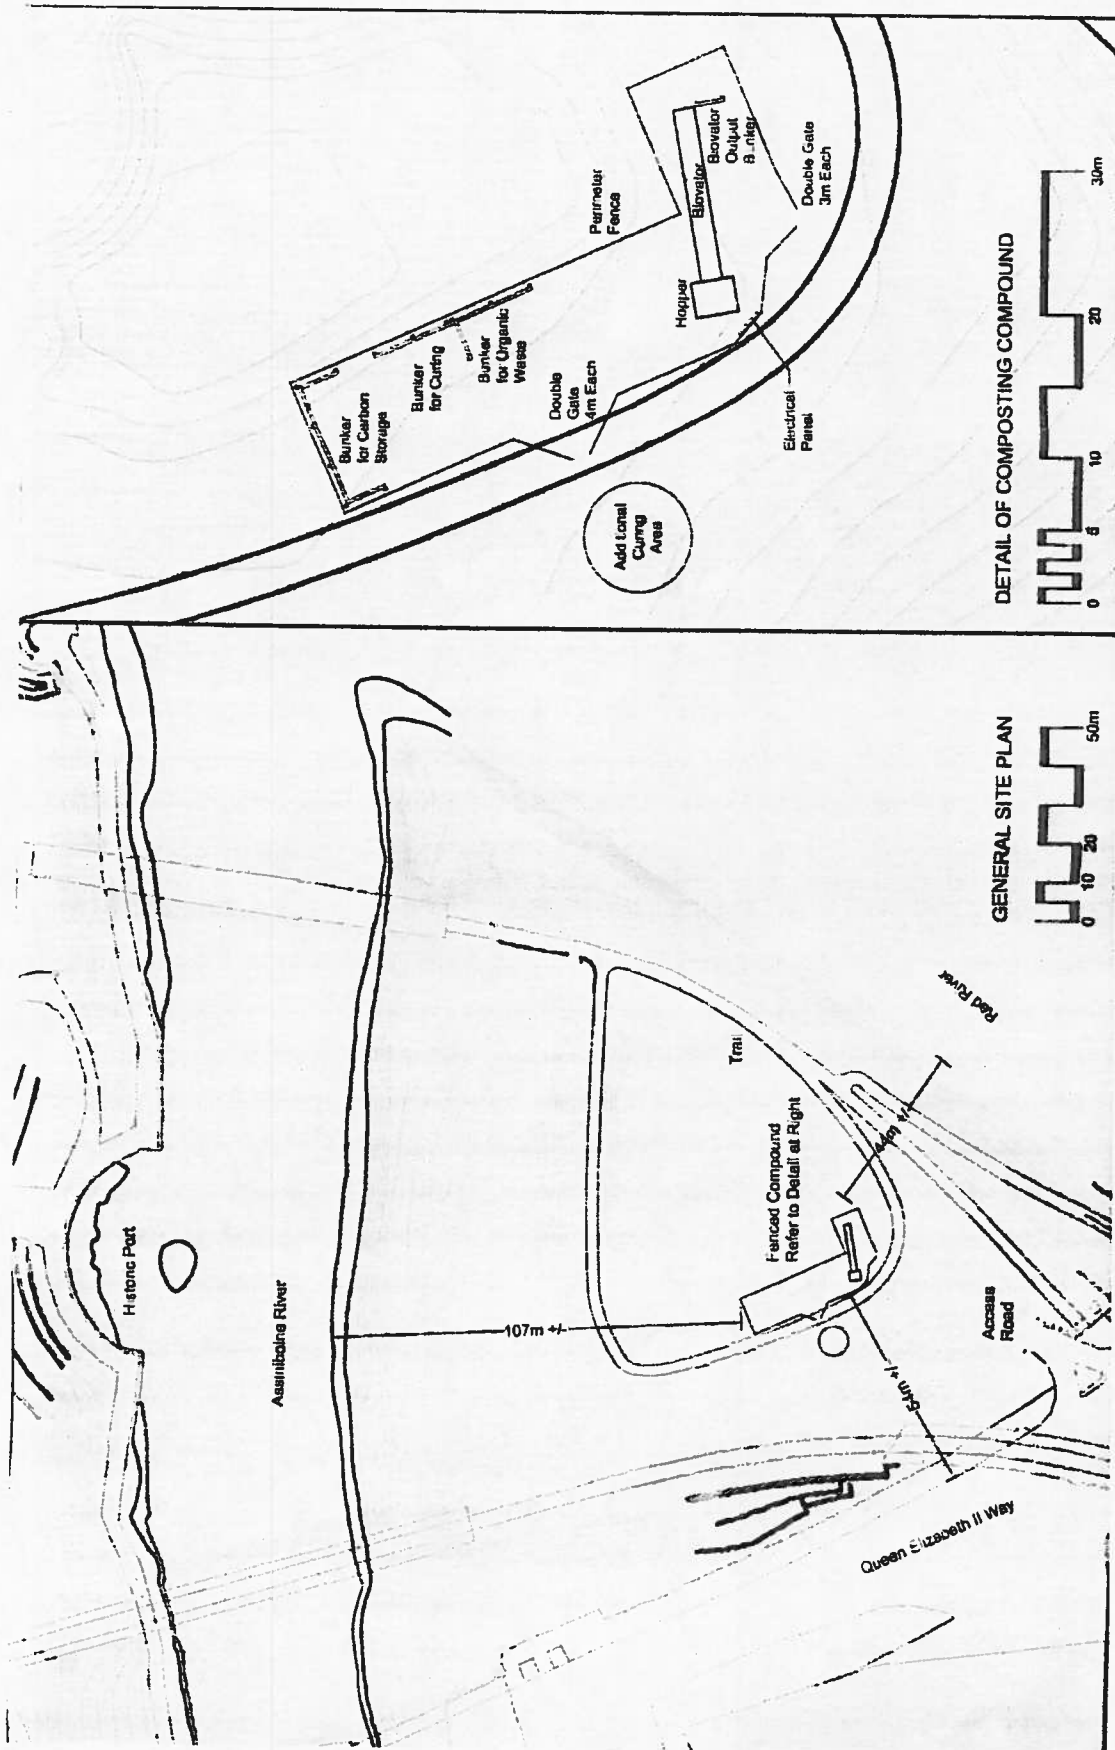 Historic Port
Assiniboine River
107m +/-
Trail
Fenced Compound
Refer to Detail at Right
44m +/-
Red River
Access
Road
Queen Elizabeth II Way
GENERAL SITE PLAN
0 10 20 50m
Bunker
for Carbon
Storage
Bunker
for Curing
Bunker
for Organic
Waste
Perimeter
Fence
Double
Gate
4m Each
Hopper
Biovator
Biovator
Output
Bunker
Double Gate
3m Each
Electrical
Panel
Additional
Curing
Area
DETAIL OF COMPOSTING COMPOUND
0 5 10 20 30m